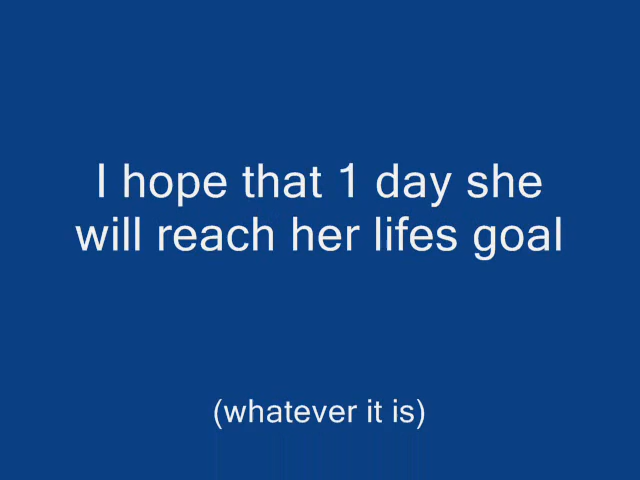 I hope that 1 day she
will reach her lifes goal
(whatever it is)